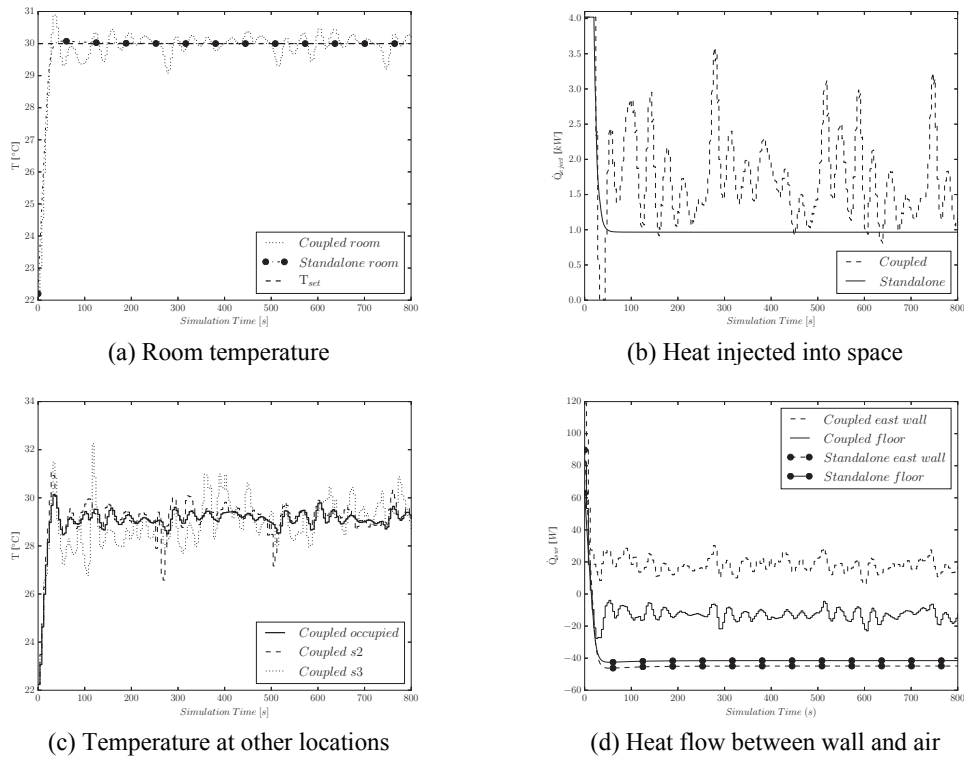 31
30
29
28
27
26
25
24
23
22
T [°C]
0 100 200 300 400 500 600 700 800
Simulation Time [s]
Coupled room
Standalone room
T_set
(a) Room temperature
4.0
3.5
3.0
2.5
2.0
1.5
1.0
0.5
0.0
0 100 200 300 400 500 600 700 800
Simulation Time [s]
Coupled
Standalone
(b) Heat injected into space
34
32
30
28
26
24
22
T [°C]
0 100 200 300 400 500 600 700 800
Simulation Time [s]
Coupled occupied
Coupled s2
Coupled s3
(c) Temperature at other locations
120
100
80
60
40
20
0
−20
−40
−60
0 100 200 300 400 500 600 700 800
Simulation Time (s)
Coupled east wall
Coupled floor
Standalone east wall
Standalone floor
(d) Heat flow between wall and air